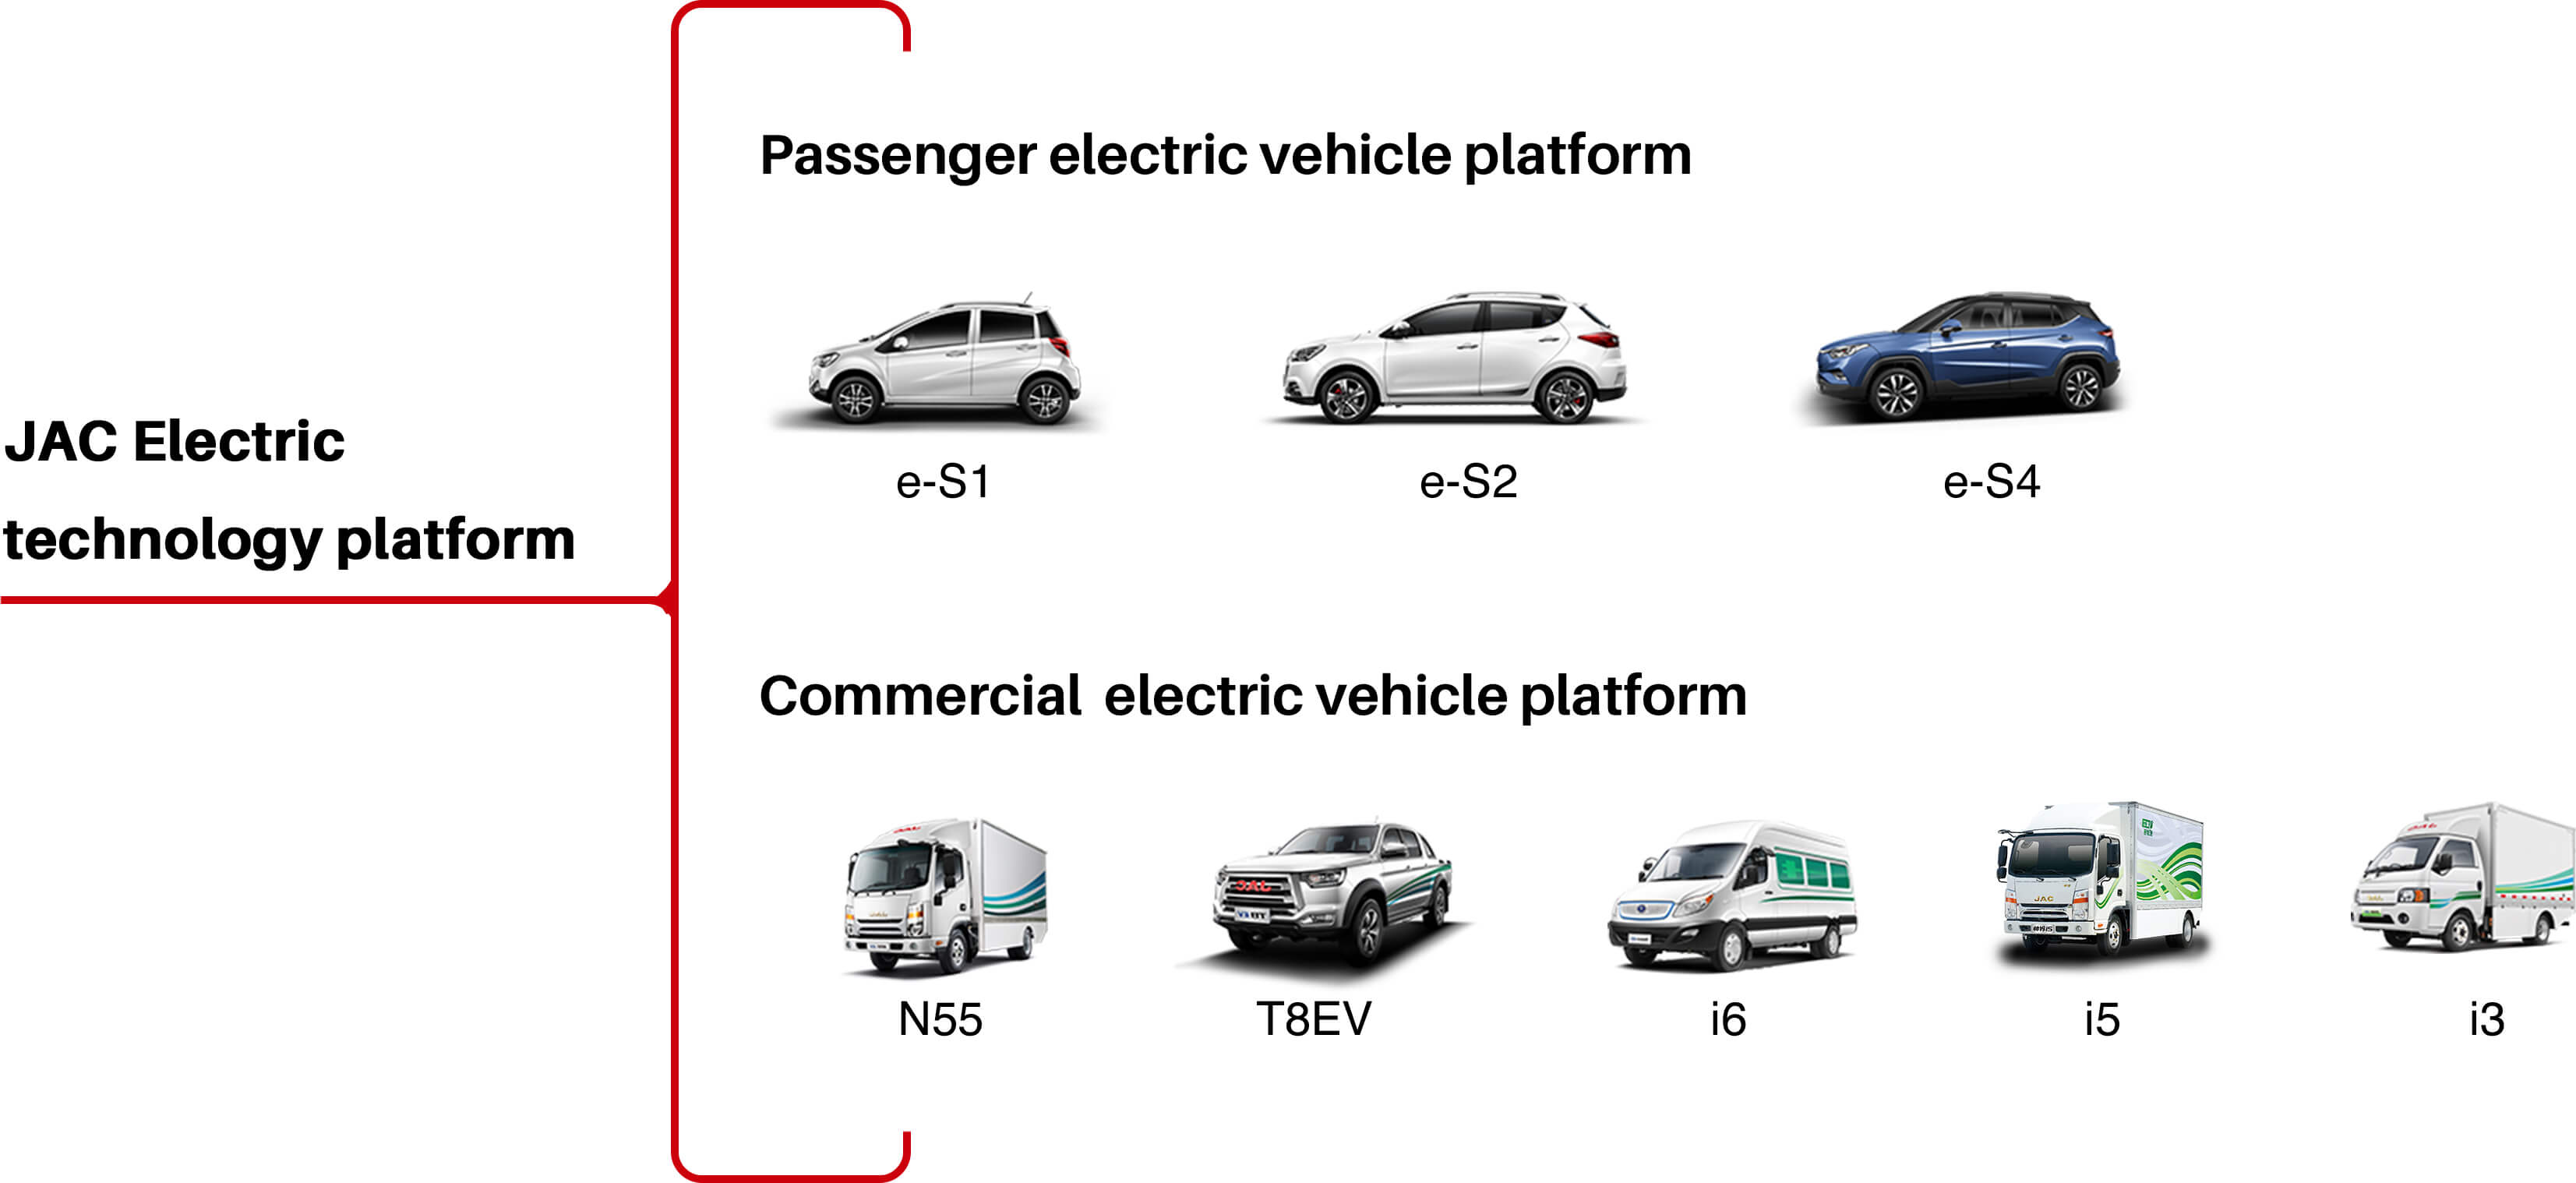 JAC Electric
technology platform
Passenger electric vehicle platform
e-S1
e-S2
e-S4
Commercial electric vehicle platform
JAC
N55
T8EV
i6
i5
i3